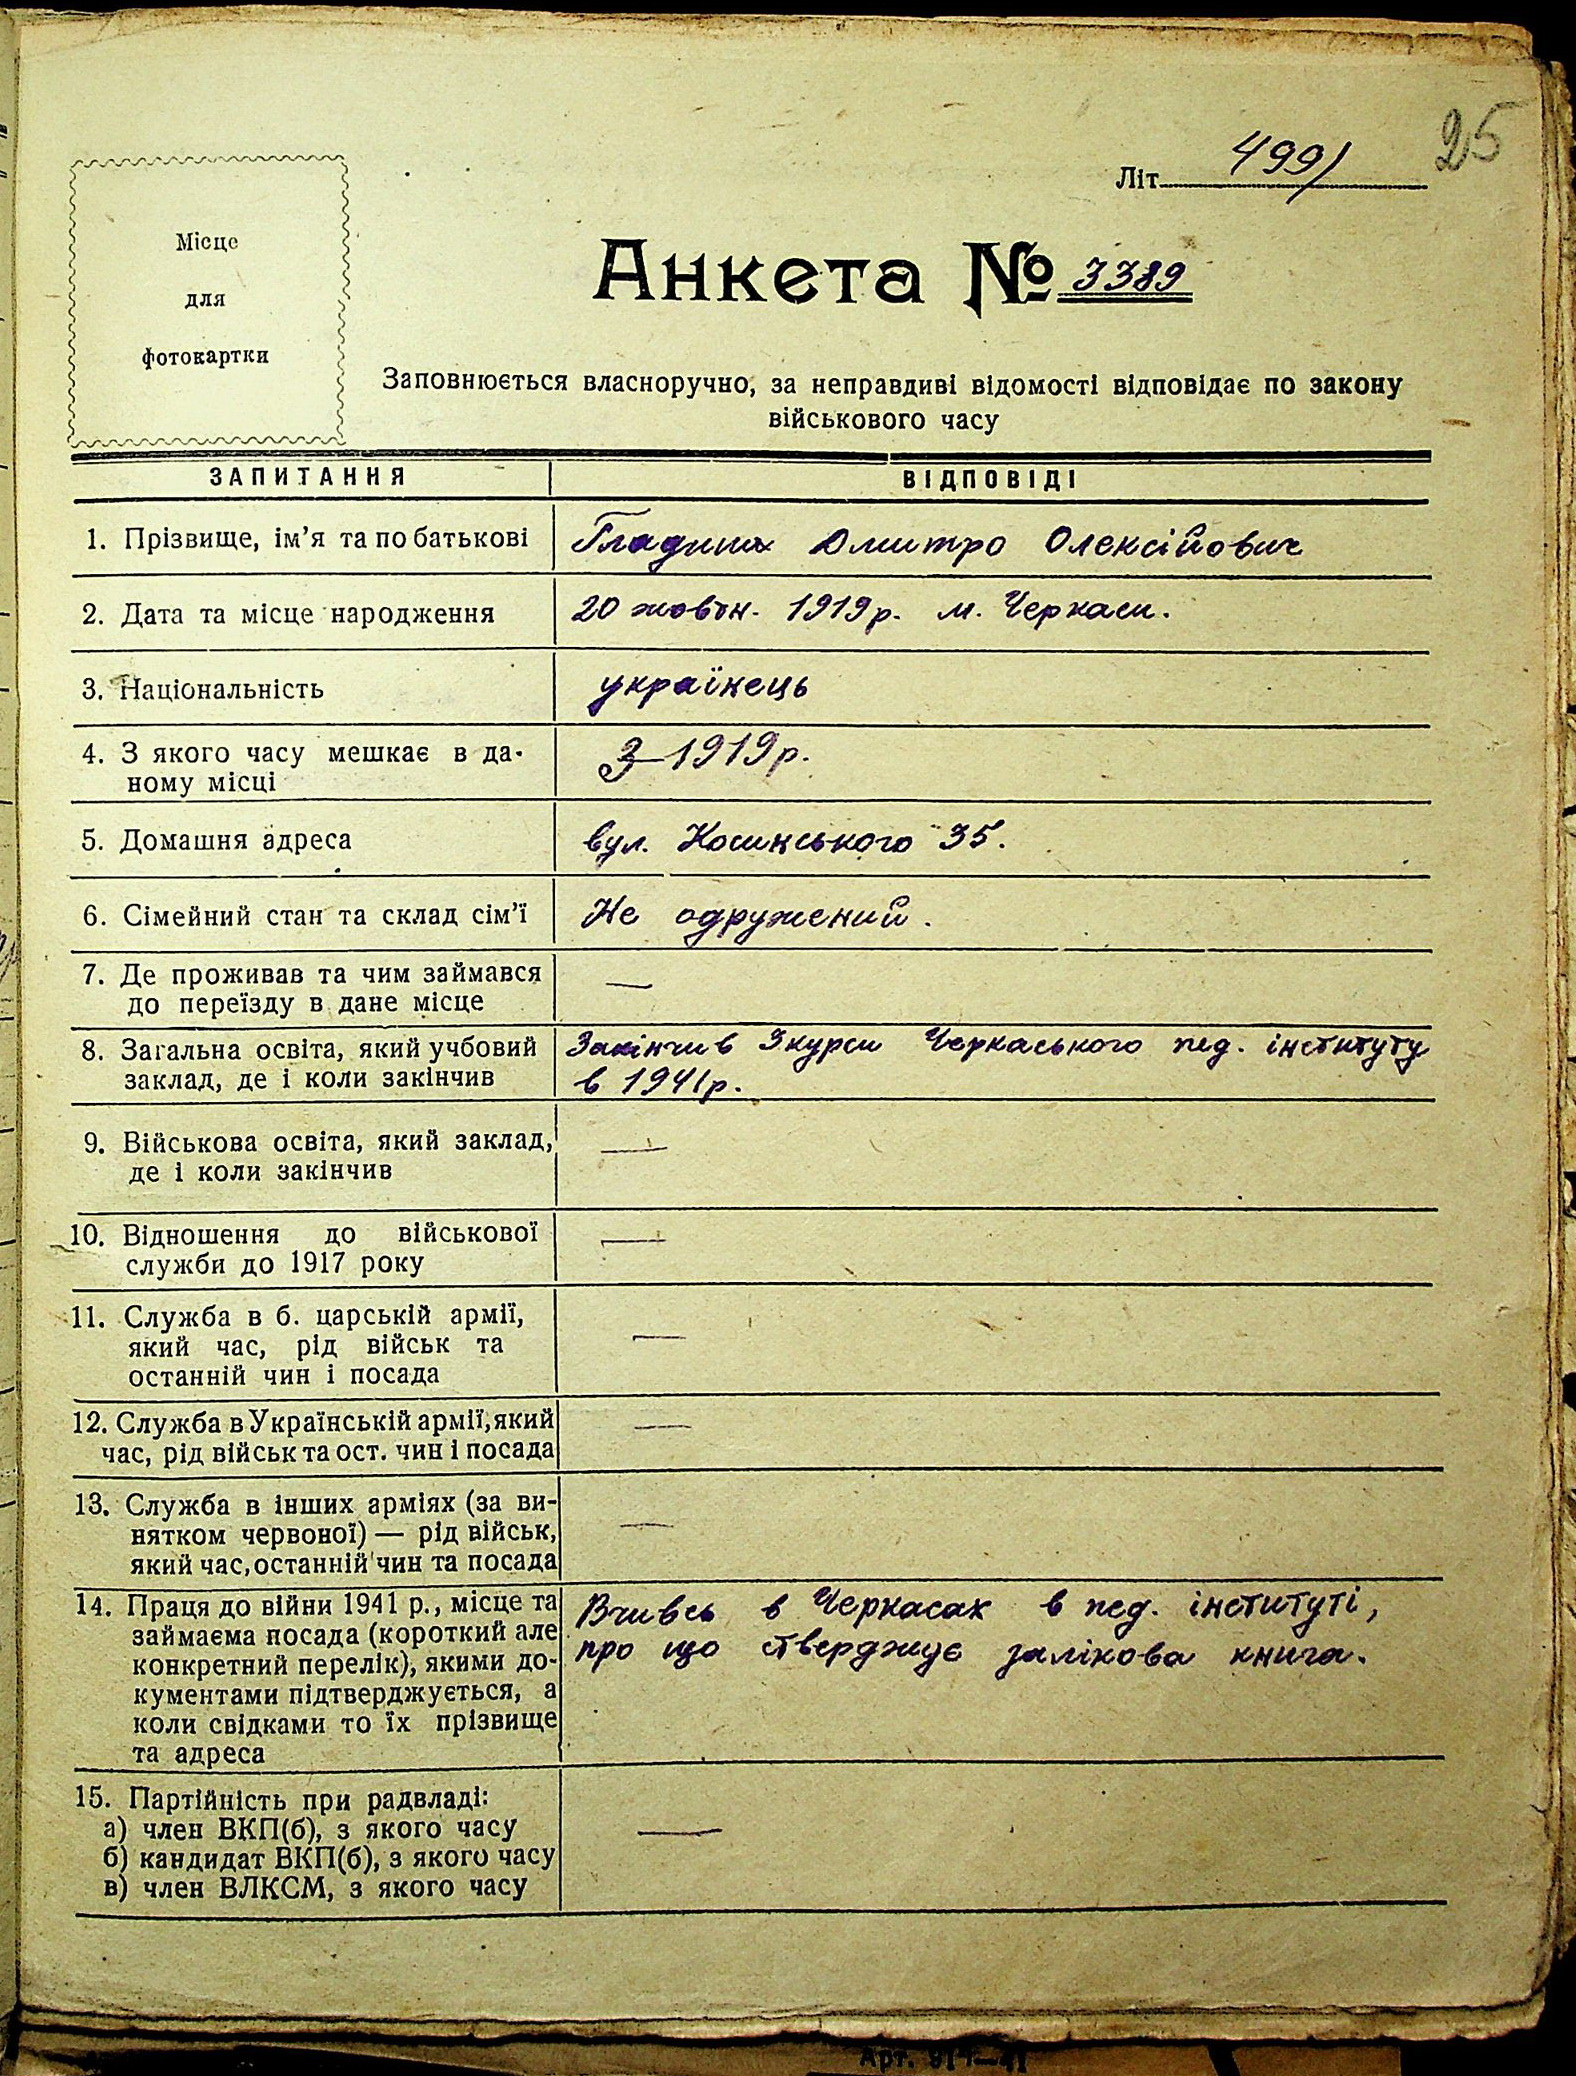 25
Літ 499/
Місце
для
фотокартки
Анкета № 3389
Заповнюється власноручно, за неправдиві відомості відповідає по закону
військового часу
ЗАПИТАННЯ ВІДПОВІДІ
1. Прізвище, ім'я та по батькові Дмитро Олексійович
2. Дата та місце народження 20 жовтн. 1919 р. м. Черкаси.
3. Національність українець
4. З якого часу мешкає в да-
ному місці З 1919 р.
5. Домашня адреса вул. Косинського 35.
6. Сімейний стан та склад сім'ї Не одружений.
7. Де проживав та чим займався —
до переїзду в дане місце
8. Загальна освіта, який учбовий Закінчив 3 курси Черкаського пед. інституту
заклад, де і коли закінчив в 1941 р.
9. Військова освіта, який заклад, —
де і коли закінчив
10. Відношення до військової —
служби до 1917 року
11. Служба в б. царській армії,
який час, рід військ та —
останній чин і посада
12. Служба в Українській армії, який —
час, рід військ та ост. чин і посада
13. Служба в інших арміях (за ви-
нятком червоної) — рід військ, —
який час, останній чин та посада
14. Праця до війни 1941 р., місце та Вчивсь в Черкасах в пед. інституті,
займаєма посада (короткий але про що стверджує залікова книга.
конкретний перелік), якими до-
кументами підтверджується, а
коли свідками то їх прізвище
та адреса
15. Партійність при радвладі:
а) член ВКП(б), з якого часу —
б) кандидат ВКП(б), з якого часу
в) член ВЛКСМ, з якого часу